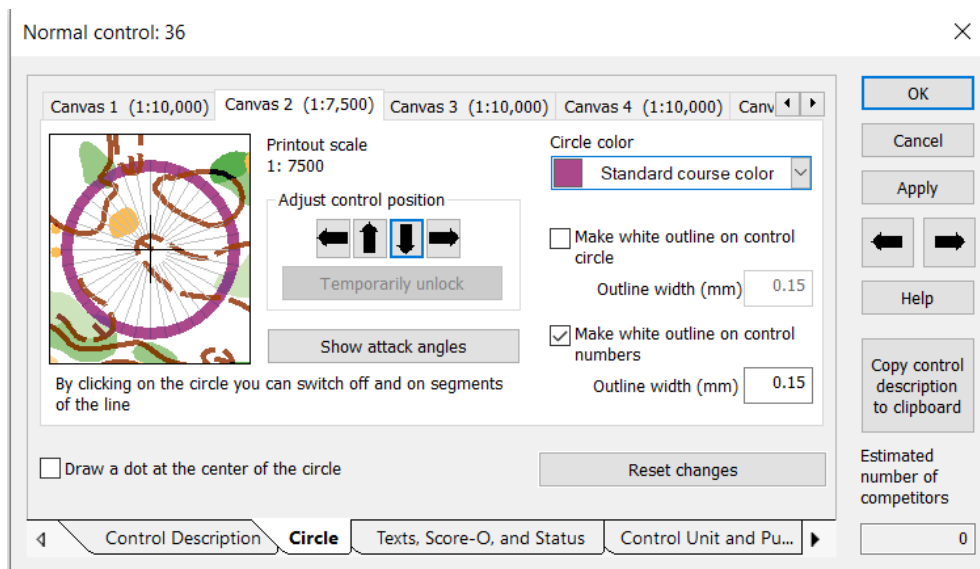 Normal control: 36
Canvas 1 (1:10,000)
Canvas 2 (1:7,500)
Canvas 3 (1:10,000)
Canvas 4 (1:10,000)
Printout scale
1: 7500
Adjust control position
Temporarily unlock
Show attack angles
By clicking on the circle you can switch off and on segments
of the line
Circle color
Standard course color
Make white outline on control
circle
Outline width (mm)
0.15
Make white outline on control
numbers
Outline width (mm)
0.15
Draw a dot at the center of the circle
Reset changes
Control Description
Circle
Texts, Score-O, and Status
Control Unit and Pu...
OK
Cancel
Apply
Help
Copy control
description
to clipboard
Estimated
number of
competitors
0